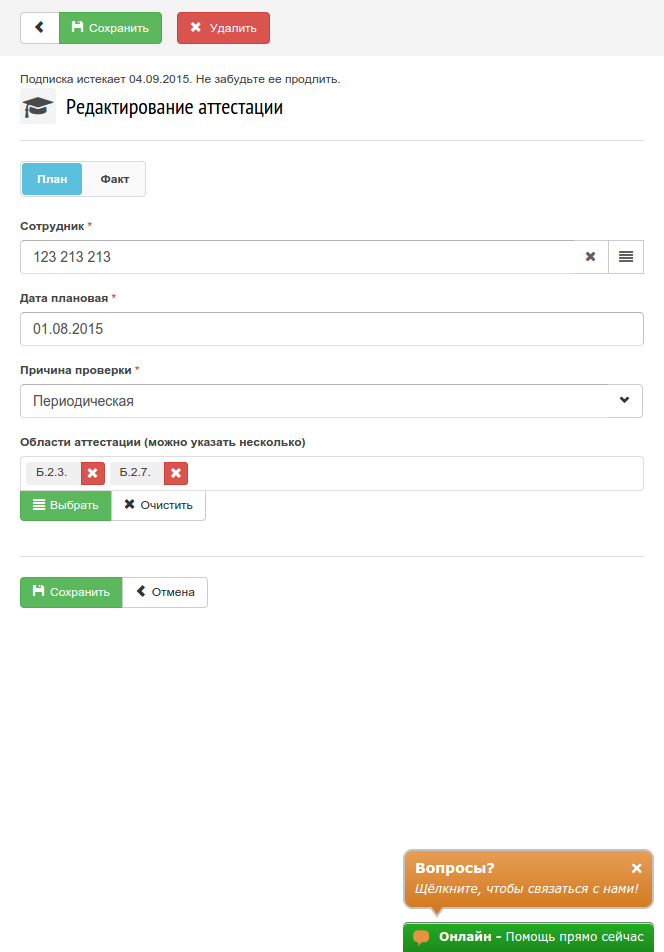 Сохранить
Удалить
Подписка истекает 04.09.2015. Не забудьте ее продлить.
Редактирование аттестации
План Факт
Сотрудник *
123 213 213
Дата плановая *
01.08.2015
Причина проверки *
Периодическая
Области аттестации (можно указать несколько)
Б.2.3. Б.2.7.
Выбрать Очистить
Сохранить Отмена
Вопросы?
Щёлкните, чтобы связаться с нами!
Онлайн – Помощь прямо сейчас